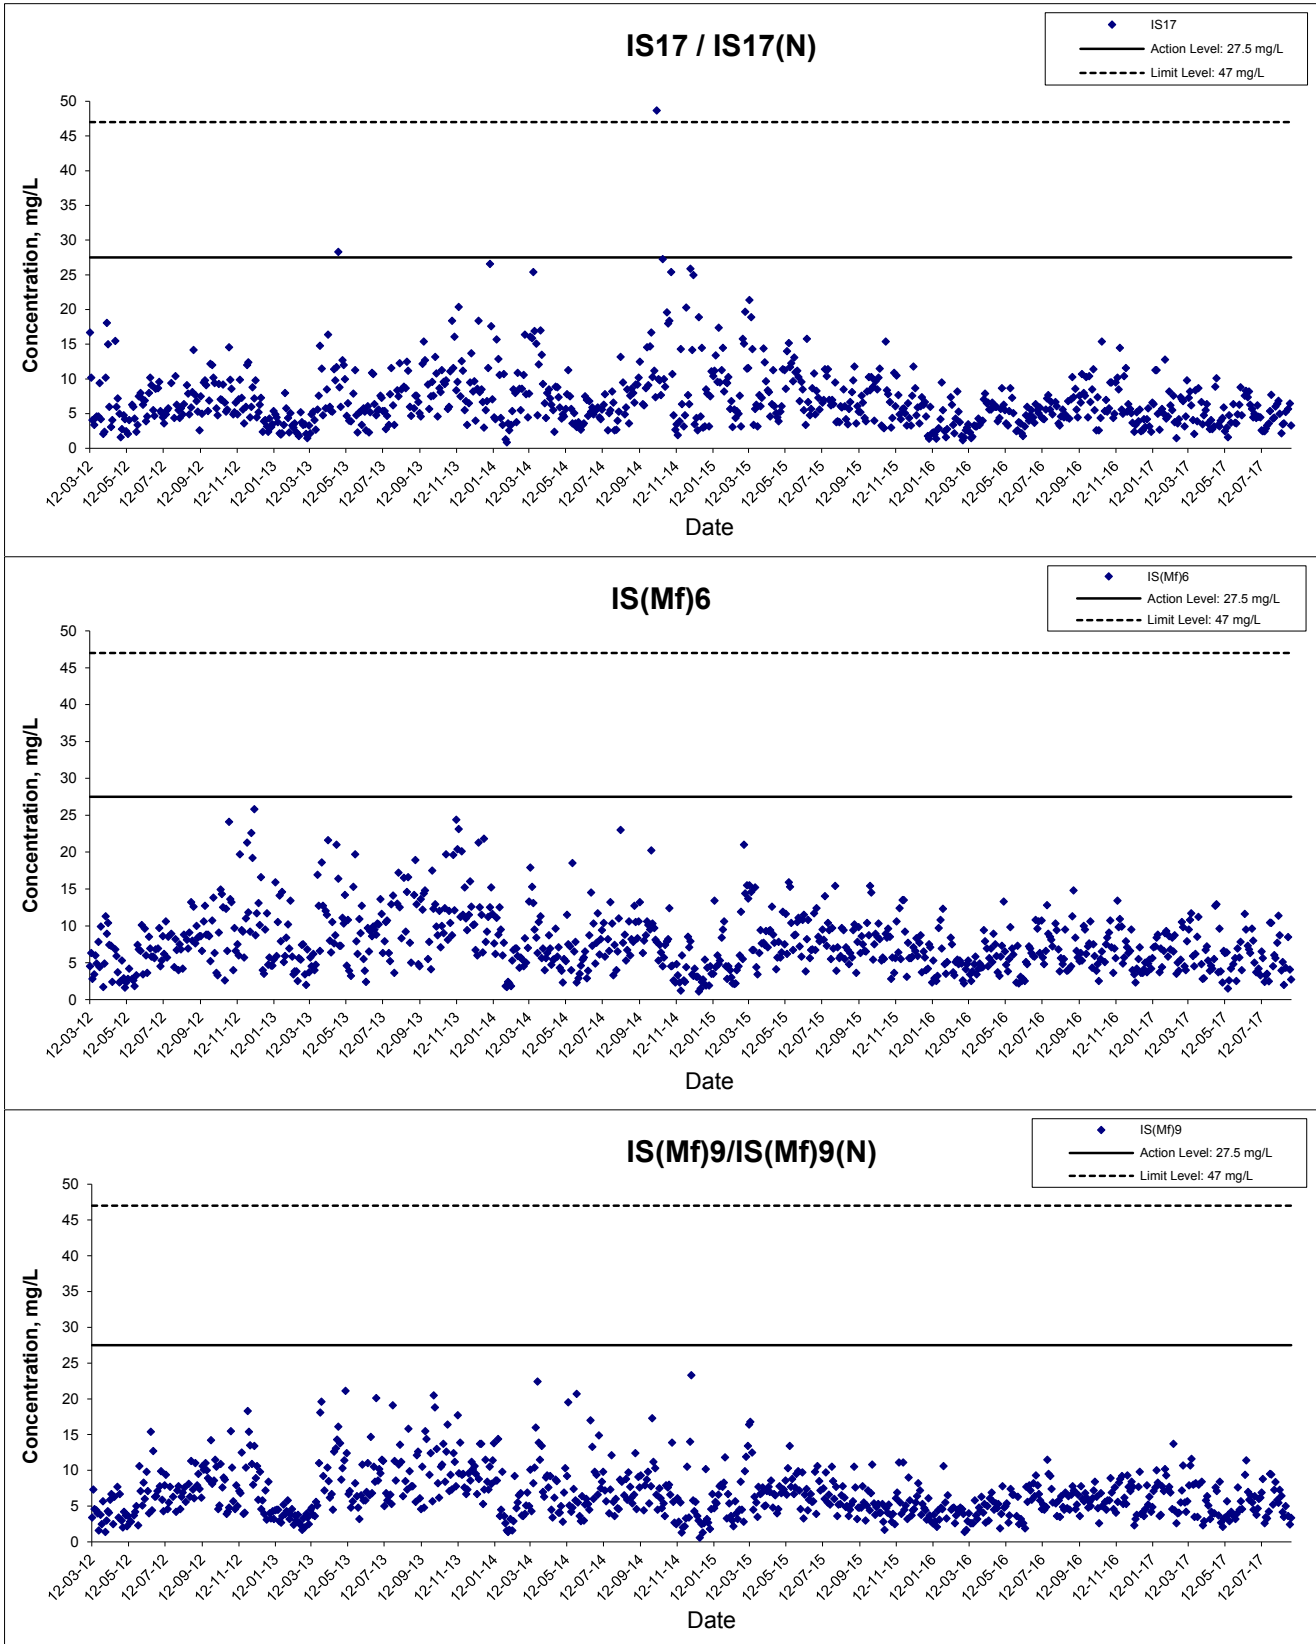 IS17 / IS17(N)
IS17
Action Level: 27.5 mg/L
Limit Level: 47 mg/L
Concentration, mg/L
50
45
40
35
30
25
20
15
10
5
0
12-03-12 12-05-12 12-07-12 12-09-12 12-11-12 12-01-13 12-03-13 12-05-13 12-07-13 12-09-13 12-11-13 12-01-14 12-03-14 12-05-14 12-07-14 12-09-14 12-11-14 12-01-15 12-03-15 12-05-15 12-07-15 12-09-15 12-11-15 12-01-16 12-03-16 12-05-16 12-07-16 12-09-16 12-11-16 12-01-17 12-03-17 12-05-17 12-07-17
Date
IS(Mf)6
IS(Mf)6
Action Level: 27.5 mg/L
Limit Level: 47 mg/L
Concentration, mg/L
50
45
40
35
30
25
20
15
10
5
0
12-03-12 12-05-12 12-07-12 12-09-12 12-11-12 12-01-13 12-03-13 12-05-13 12-07-13 12-09-13 12-11-13 12-01-14 12-03-14 12-05-14 12-07-14 12-09-14 12-11-14 12-01-15 12-03-15 12-05-15 12-07-15 12-09-15 12-11-15 12-01-16 12-03-16 12-05-16 12-07-16 12-09-16 12-11-16 12-01-17 12-03-17 12-05-17 12-07-17
Date
IS(Mf)9/IS(Mf)9(N)
IS(Mf)9
Action Level: 27.5 mg/L
Limit Level: 47 mg/L
Concentration, mg/L
50
45
40
35
30
25
20
15
10
5
0
12-03-12 12-05-12 12-07-12 12-09-12 12-11-12 12-01-13 12-03-13 12-05-13 12-07-13 12-09-13 12-11-13 12-01-14 12-03-14 12-05-14 12-07-14 12-09-14 12-11-14 12-01-15 12-03-15 12-05-15 12-07-15 12-09-15 12-11-15 12-01-16 12-03-16 12-05-16 12-07-16 12-09-16 12-11-16 12-01-17 12-03-17 12-05-17 12-07-17
Date